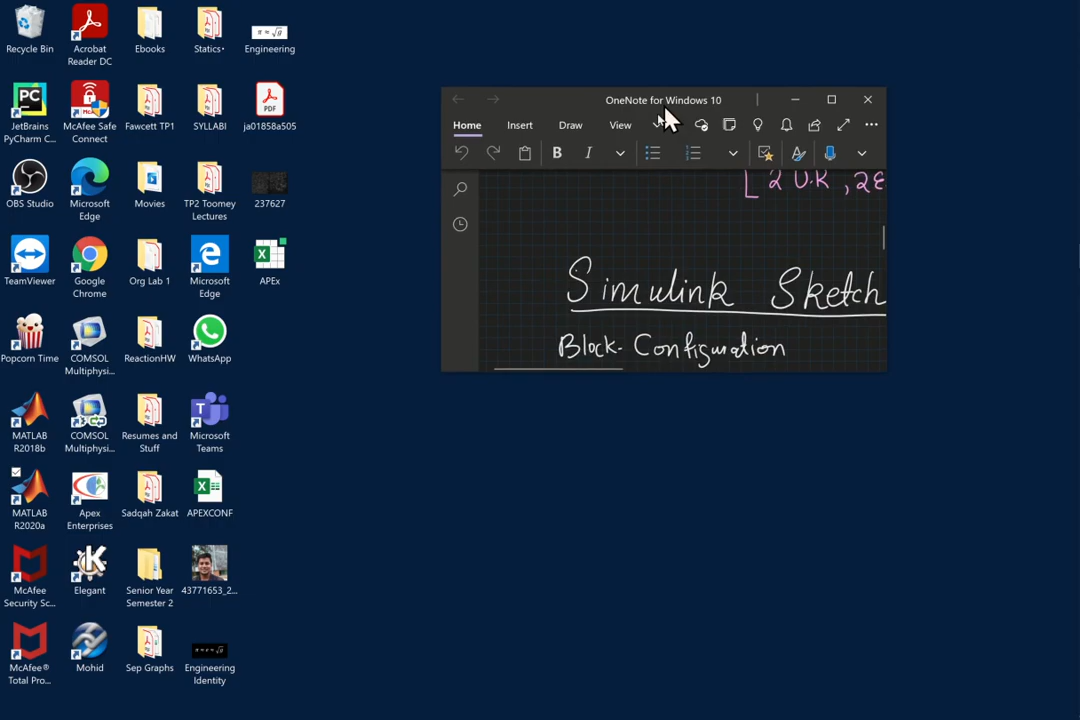 Recycle Bin
Acrobat
Reader DC
Ebooks
Statics
π ≈ √g
Engineering
JetBrains
PyCharm C...
McAfee Safe
Connect
Fawcett TP1
SYLLABI
PDF
ja01858a505
OBS Studio
Microsoft
Edge
Movies
TP2 Toomey
Lectures
237627
TeamViewer
Google
Chrome
Org Lab 1
Microsoft
Edge
APEx
Popcorn Time
COMSOL
Multiphysi...
ReactionHW
WhatsApp
MATLAB
R2018b
COMSOL
Multiphysi...
Resumes and
Stuff
Microsoft
Teams
MATLAB
R2020a
Apex
Enterprises
Sadqah Zakat
APEXCONF
McAfee
Security Sc...
Elegant
Senior Year
Semester 2
43771653_2...
McAfee®
Total Pro...
Mohid
Sep Graphs
Engineering
Identity
OneNote for Windows 10
Home Insert Draw View
B I
Simulink Sketch
Block- Configuration